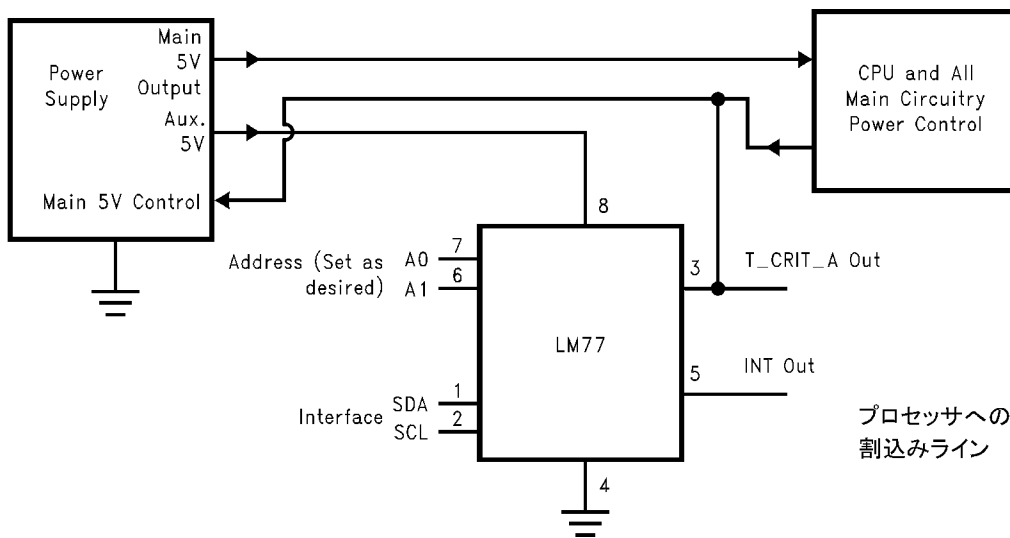 Main
5V
Output
Power
Supply
Aux.
5V
Main 5V Control
CPU and All
Main Circuitry
Power Control
8
Address (Set as
desired)
A0
7
A1
6
3
T_CRIT_A Out
LM77
5
INT Out
Interface
SDA
1
SCL
2
4
プロセッサへの
割込みライン